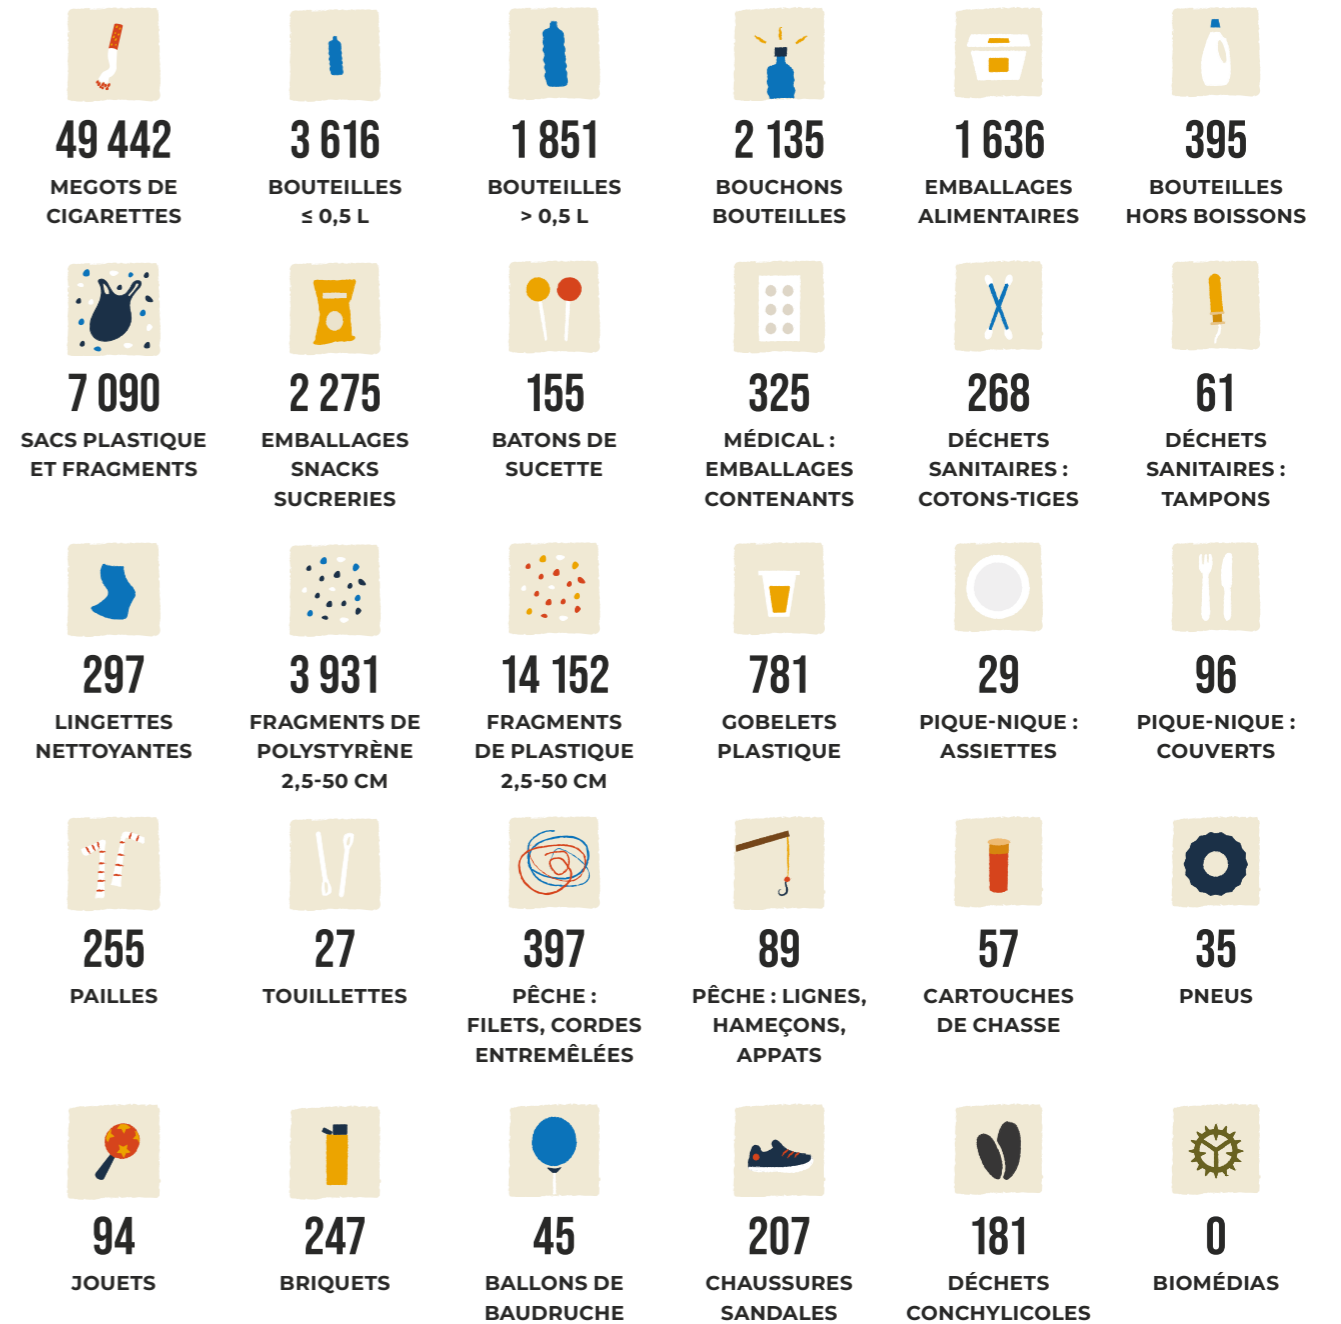 49 442
MEGOTS DE
CIGARETTES
3 616
BOUTEILLES
≤ 0,5 L
1 851
BOUTEILLES
> 0,5 L
2 135
BOUCHONS
BOUTEILLES
1 636
EMBALLAGES
ALIMENTAIRES
395
BOUTEILLES
HORS BOISSONS
7 090
SACS PLASTIQUE
ET FRAGMENTS
2 275
EMBALLAGES
SNACKS
SUCRERIES
155
BATONS DE
SUCETTE
325
MÉDICAL :
EMBALLAGES
CONTENANTS
268
DÉCHETS
SANITAIRES :
COTONS-TIGES
61
DÉCHETS
SANITAIRES :
TAMPONS
297
LINGETTES
NETTOYANTES
3 931
FRAGMENTS DE
POLYSTYRÈNE
2,5-50 CM
14 152
FRAGMENTS
DE PLASTIQUE
2,5-50 CM
781
GOBELETS
PLASTIQUE
29
PIQUE-NIQUE :
ASSIETTES
96
PIQUE-NIQUE :
COUVERTS
255
PAILLES
27
TOUILLETTES
397
PÊCHE :
FILETS, CORDES
ENTREMÊLÉES
89
PÊCHE : LIGNES,
HAMEÇONS,
APPATS
57
CARTOUCHES
DE CHASSE
35
PNEUS
94
JOUETS
247
BRIQUETS
45
BALLONS DE
BAUDRUCHE
207
CHAUSSURES
SANDALES
181
DÉCHETS
CONCHYLICOLES
0
BIOMÉDIAS